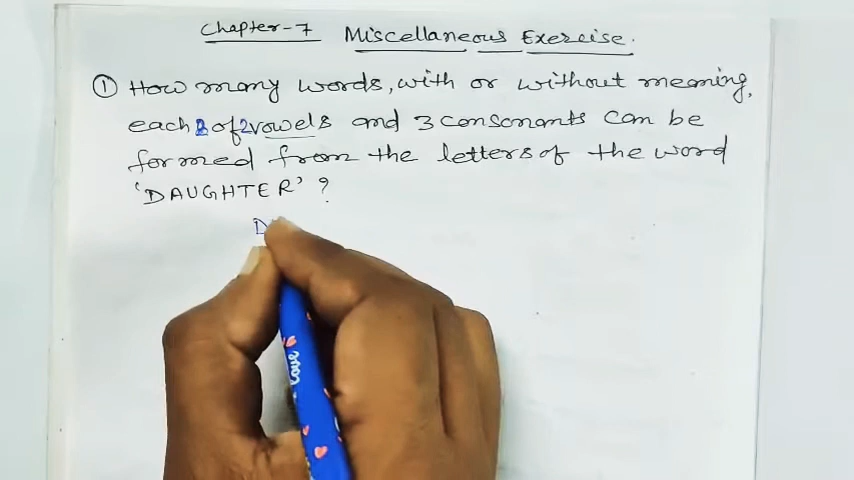 Chapter-7 Miscellaneous Exercise.
① How many words, with or without meaning,
each of 2 vowels and 3 consonants can be
formed from the letters of the word
'DAUGHTER' ?
D
love